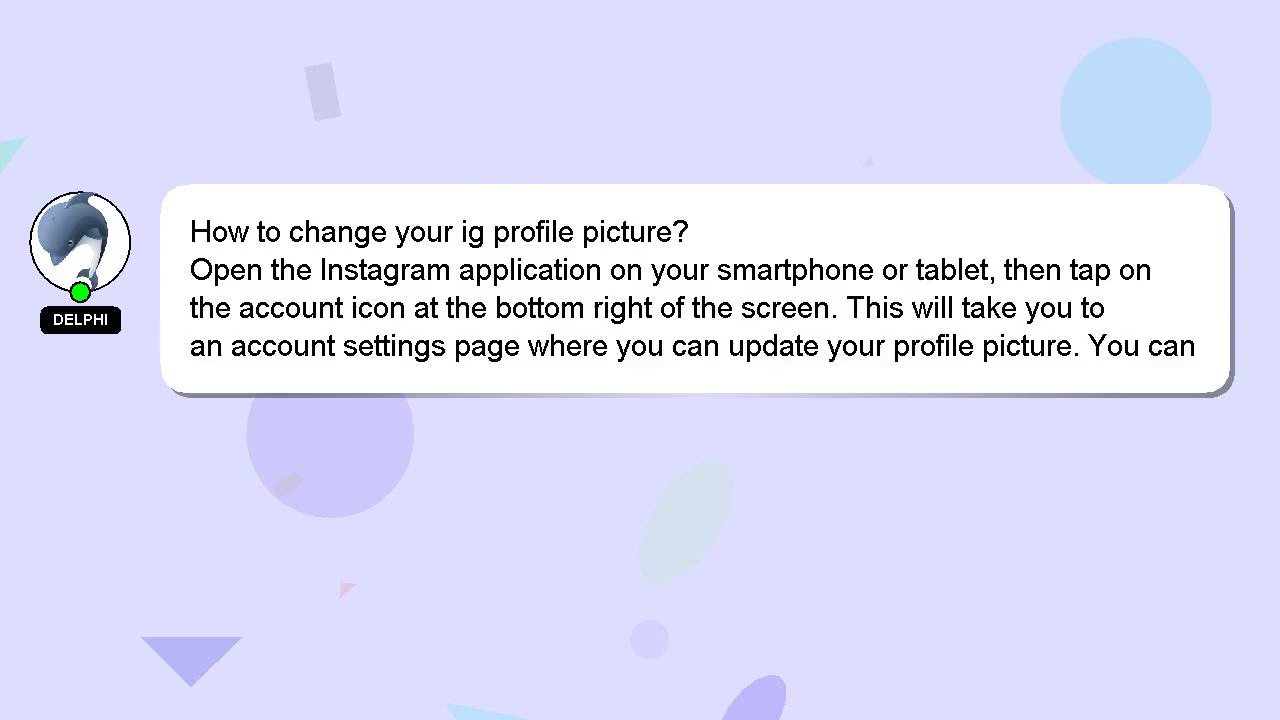 How to change your ig profile picture?
Open the Instagram application on your smartphone or tablet, then tap on
the account icon at the bottom right of the screen. This will take you to
an account settings page where you can update your profile picture. You can
DELPHI